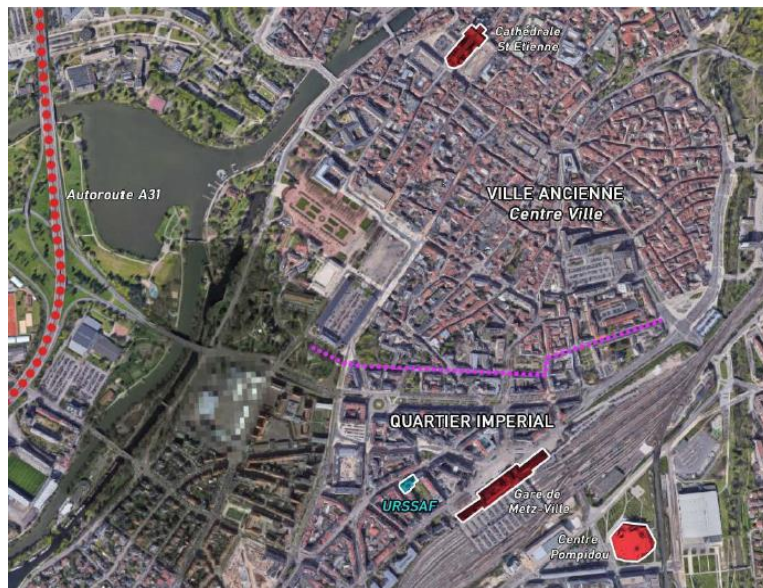 Cathédrale
St Etienne
Autoroute A31
VILLE ANCIENNE
Centre Ville
QUARTIER IMPERIAL
URSSAF
Gare de
Metz-Ville
Centre
Pompidou